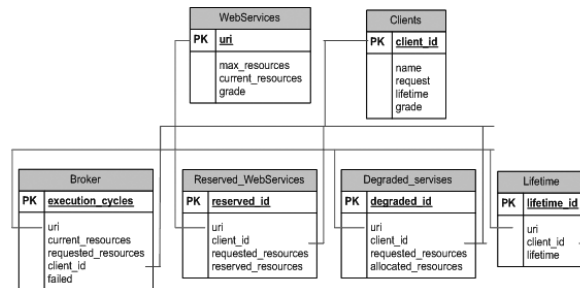 WebServices
PK uri
max_resources
current_resources
grade
Clients
PK client_id
name
request
lifetime
grade
Broker
PK execution_cycles
uri
current_resources
requested_resources
client_id
failed
Reserved_WebServices
PK reserved_id
uri
client_id
requested_resources
reserved_resources
Degraded_servises
PK degraded_id
uri
client_id
requested_resources
allocated_resources
Lifetime
PK lifetime_id
uri
client_id
lifetime